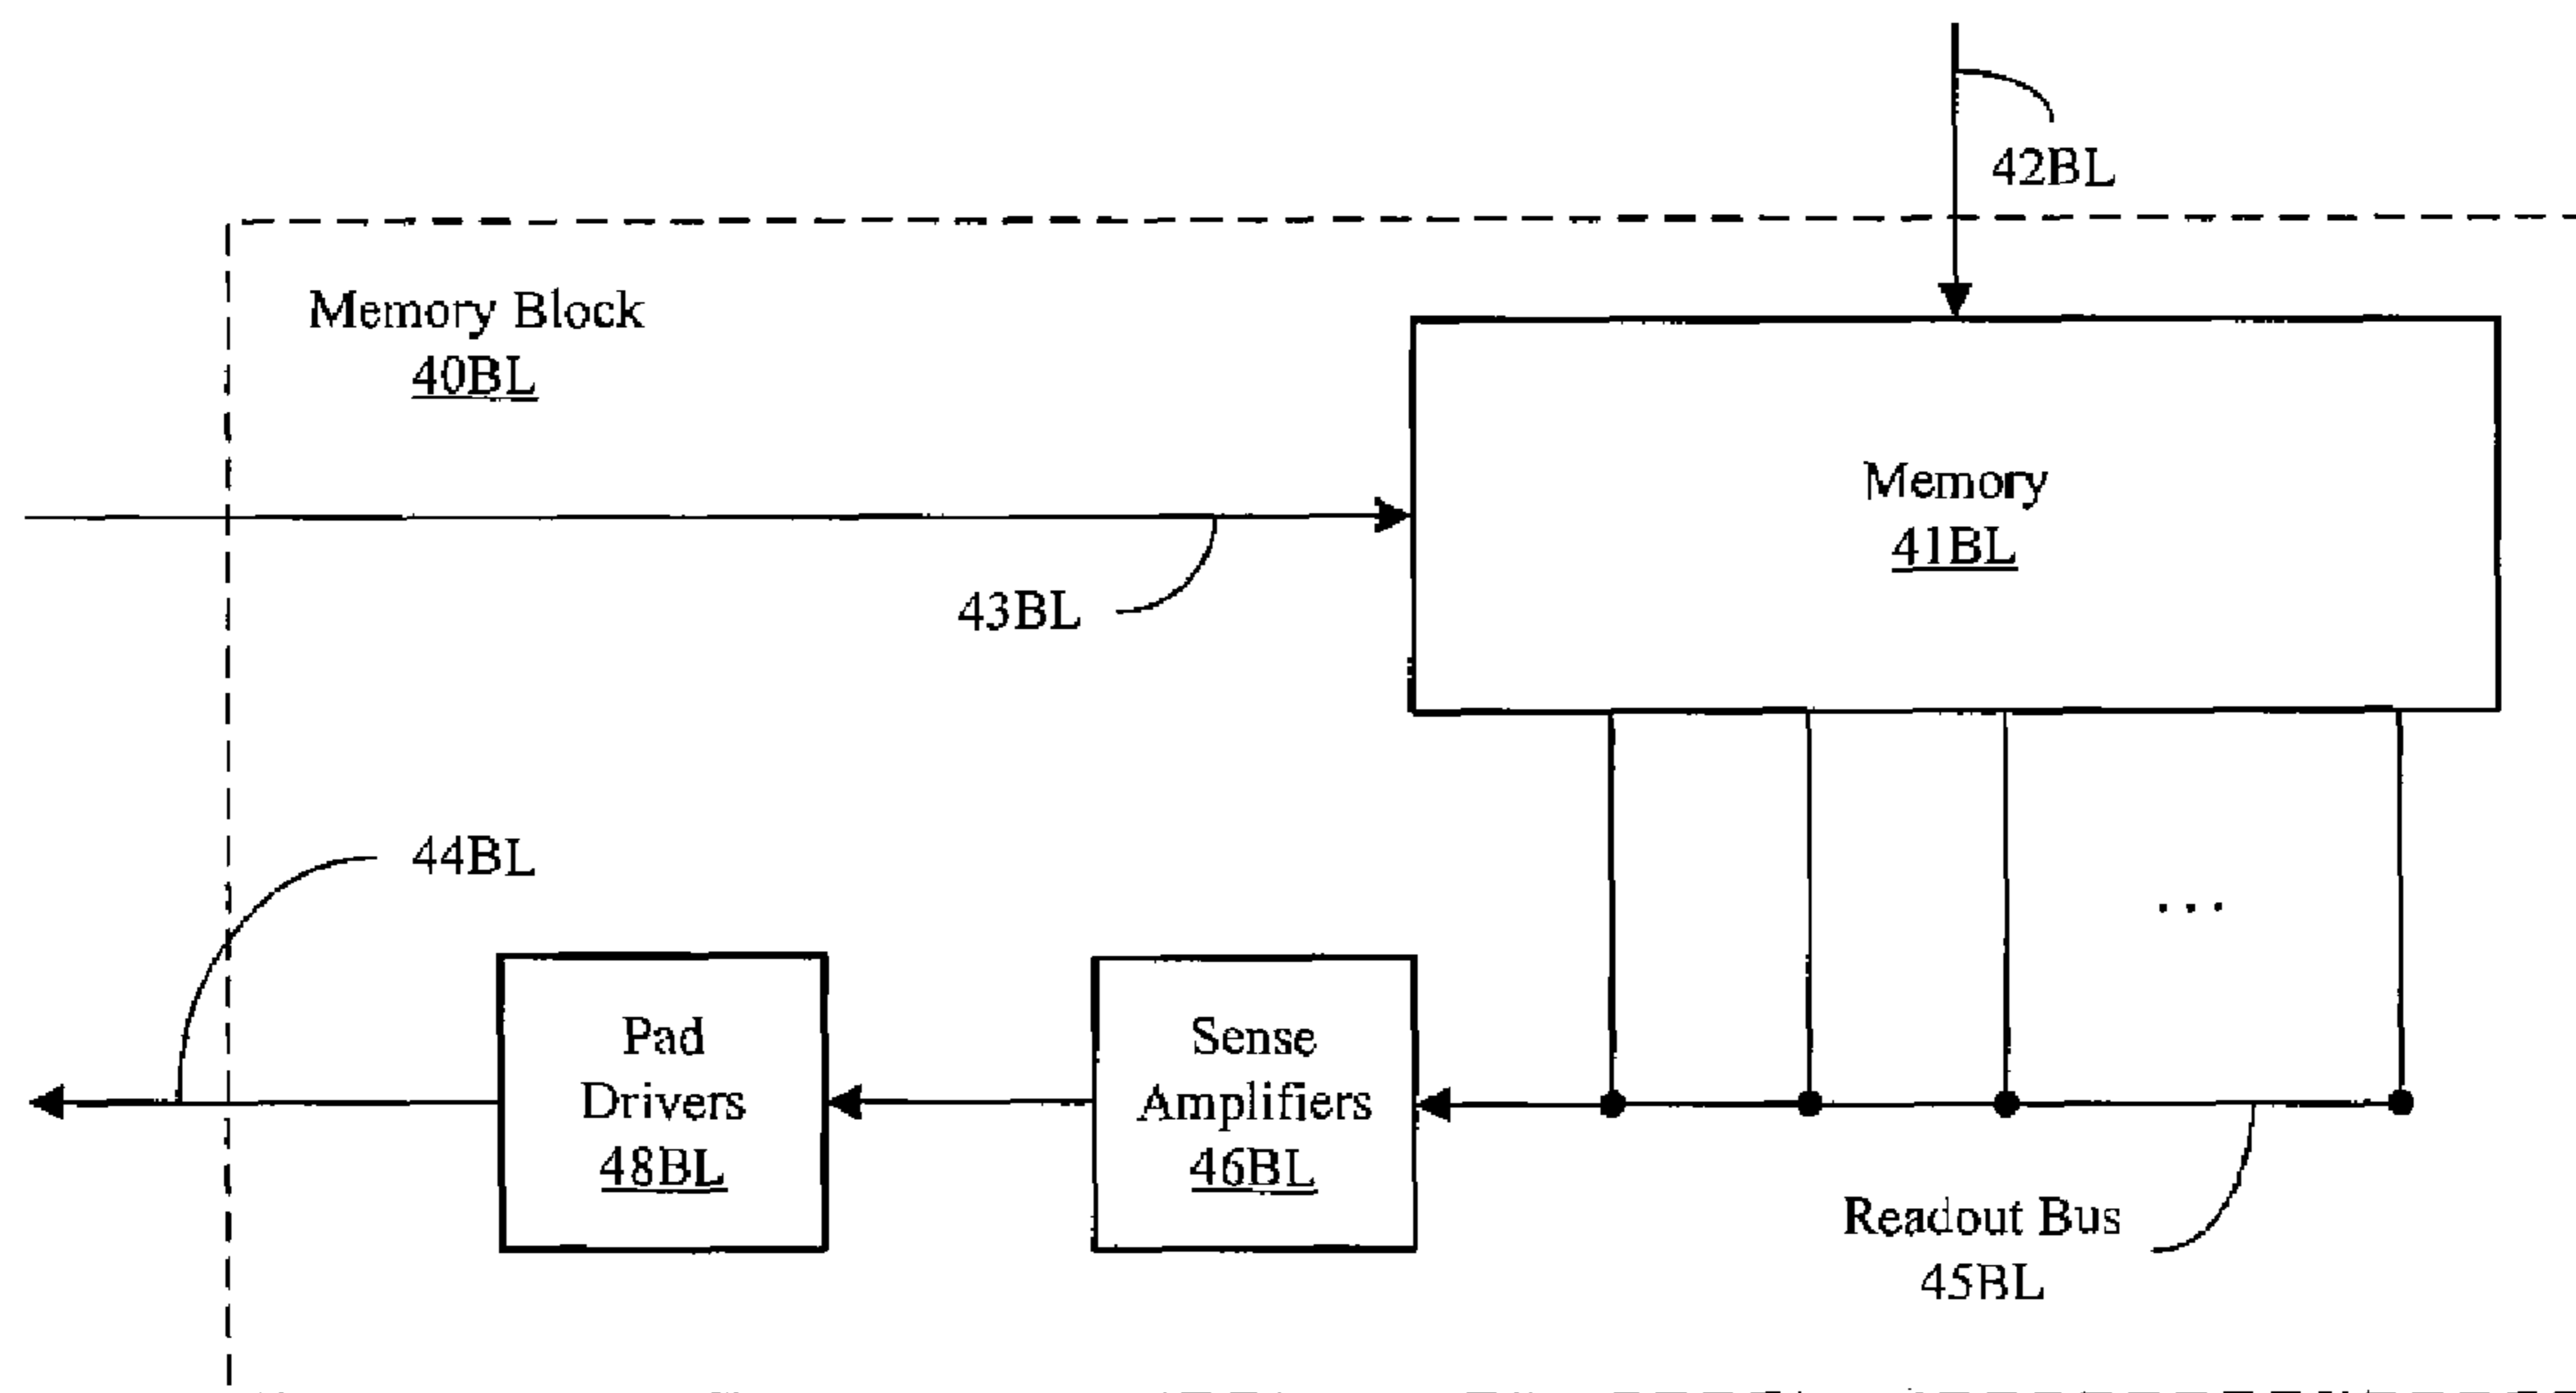 42BL
Memory Block
40BL
Memory
41BL
43BL
44BL
...
Pad
Drivers
48BL
Sense
Amplifiers
46BL
Readout Bus
45BL